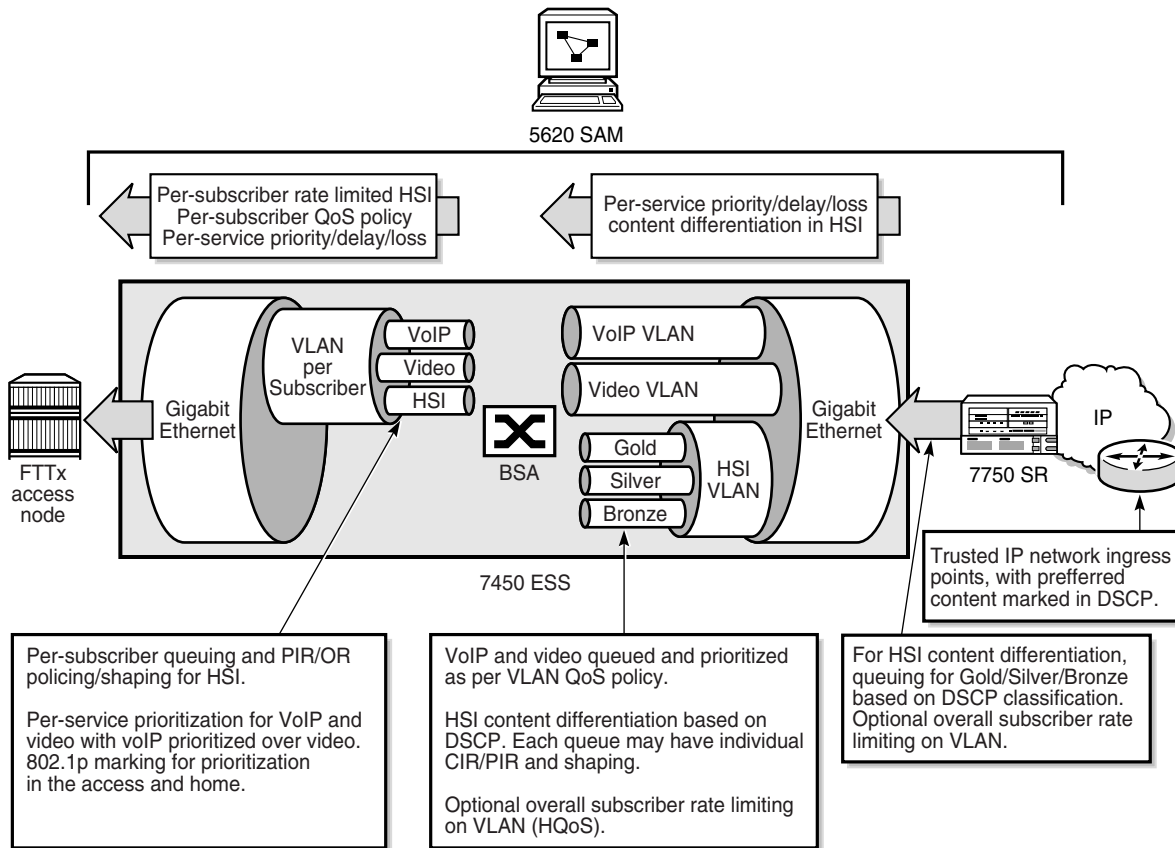 5620 SAM
Per-subscriber rate limited HSI
Per-subscriber QoS policy
Per-service priority/delay/loss
Per-service priority/delay/loss
content differentiation in HSI
FTTx
access
node
Gigabit
Ethernet
VLAN
per
Subscriber
VoIP
Video
HSI
BSA
VoIP VLAN
Video VLAN
Gold
Silver
Bronze
HSI
VLAN
Gigabit
Ethernet
7750 SR
IP
7450 ESS
Trusted IP network ingress
points, with prefferred
content marked in DSCP.
Per-subscriber queuing and PIR/OR
policing/shaping for HSI.
Per-service prioritization for VoIP and
video with voIP prioritized over video.
802.1p marking for prioritization
in the access and home.
VoIP and video queued and prioritized
as per VLAN QoS policy.
HSI content differentiation based on
DSCP. Each queue may have individual
CIR/PIR and shaping.
Optional overall subscriber rate limiting
on VLAN (HQoS).
For HSI content differentiation,
queuing for Gold/Silver/Bronze
based on DSCP classification.
Optional overall subscriber rate
limiting on VLAN.